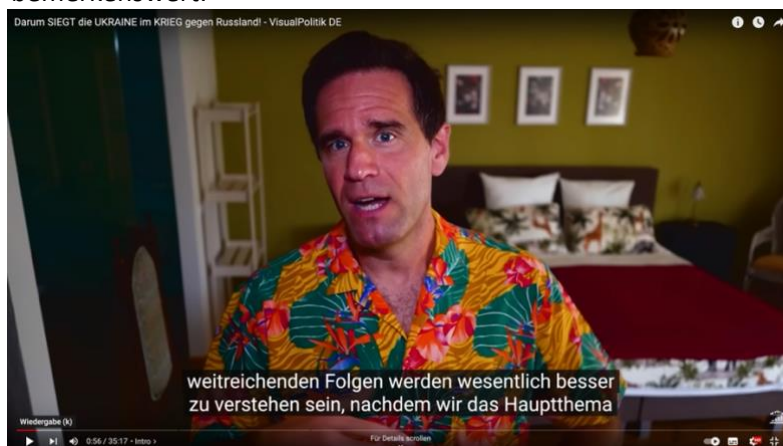 bemerkenswert.
Darum SIEGT die UKRAINE im KRIEG gegen Russland! - VisualPolitik DE
weitreichenden Folgen werden wesentlich besser
zu verstehen sein, nachdem wir das Hauptthema
Wiedergabe (k)
0:56 / 35:17 • Intro >
Für Details scrollen